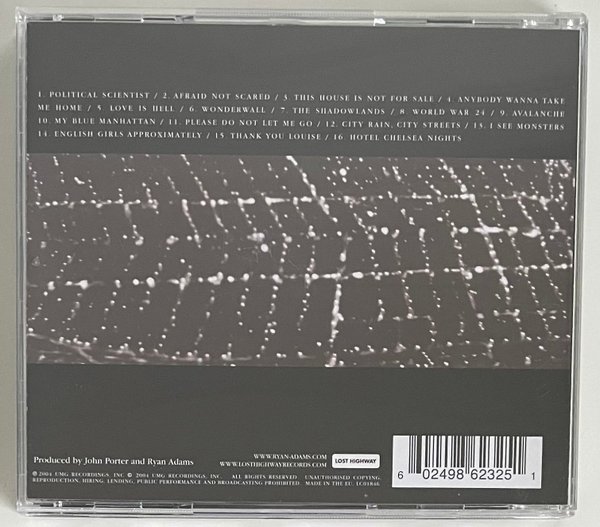 1. POLITICAL SCIENTIST / 2. AFRAID NOT SCARED / 3. THIS HOUSE IS NOT FOR SALE / 4. ANYBODY WANNA TAKE
ME HOME / 5. LOVE IS HELL / 6. WONDERWALL / 7. THE SHADOWLANDS / 8. WORLD WAR 24 / 9. AVALANCHE
10. MY BLUE MANHATTAN / 11. PLEASE DO NOT LET ME GO / 12. CITY RAIN, CITY STREETS / 13. I SEE MONSTERS
14. ENGLISH GIRLS APPROXIMATELY / 15. THANK YOU LOUISE / 16. HOTEL CHELSEA NIGHTS
Produced by John Porter and Ryan Adams
WWW.RYAN-ADAMS.COM
WWW.LOSTHIGHWAYRECORDS.COM
LOST HIGHWAY
℗ 2004 UMG RECORDINGS, INC © 2004 UMG RECORDINGS, INC. ALL RIGHTS RESERVED. UNAUTHORISED COPYING,
REPRODUCTION, HIRING, LENDING, PUBLIC PERFORMANCE AND BROADCASTING PROHIBITED. MADE IN THE EU. LC01846
6 02498 62325 1